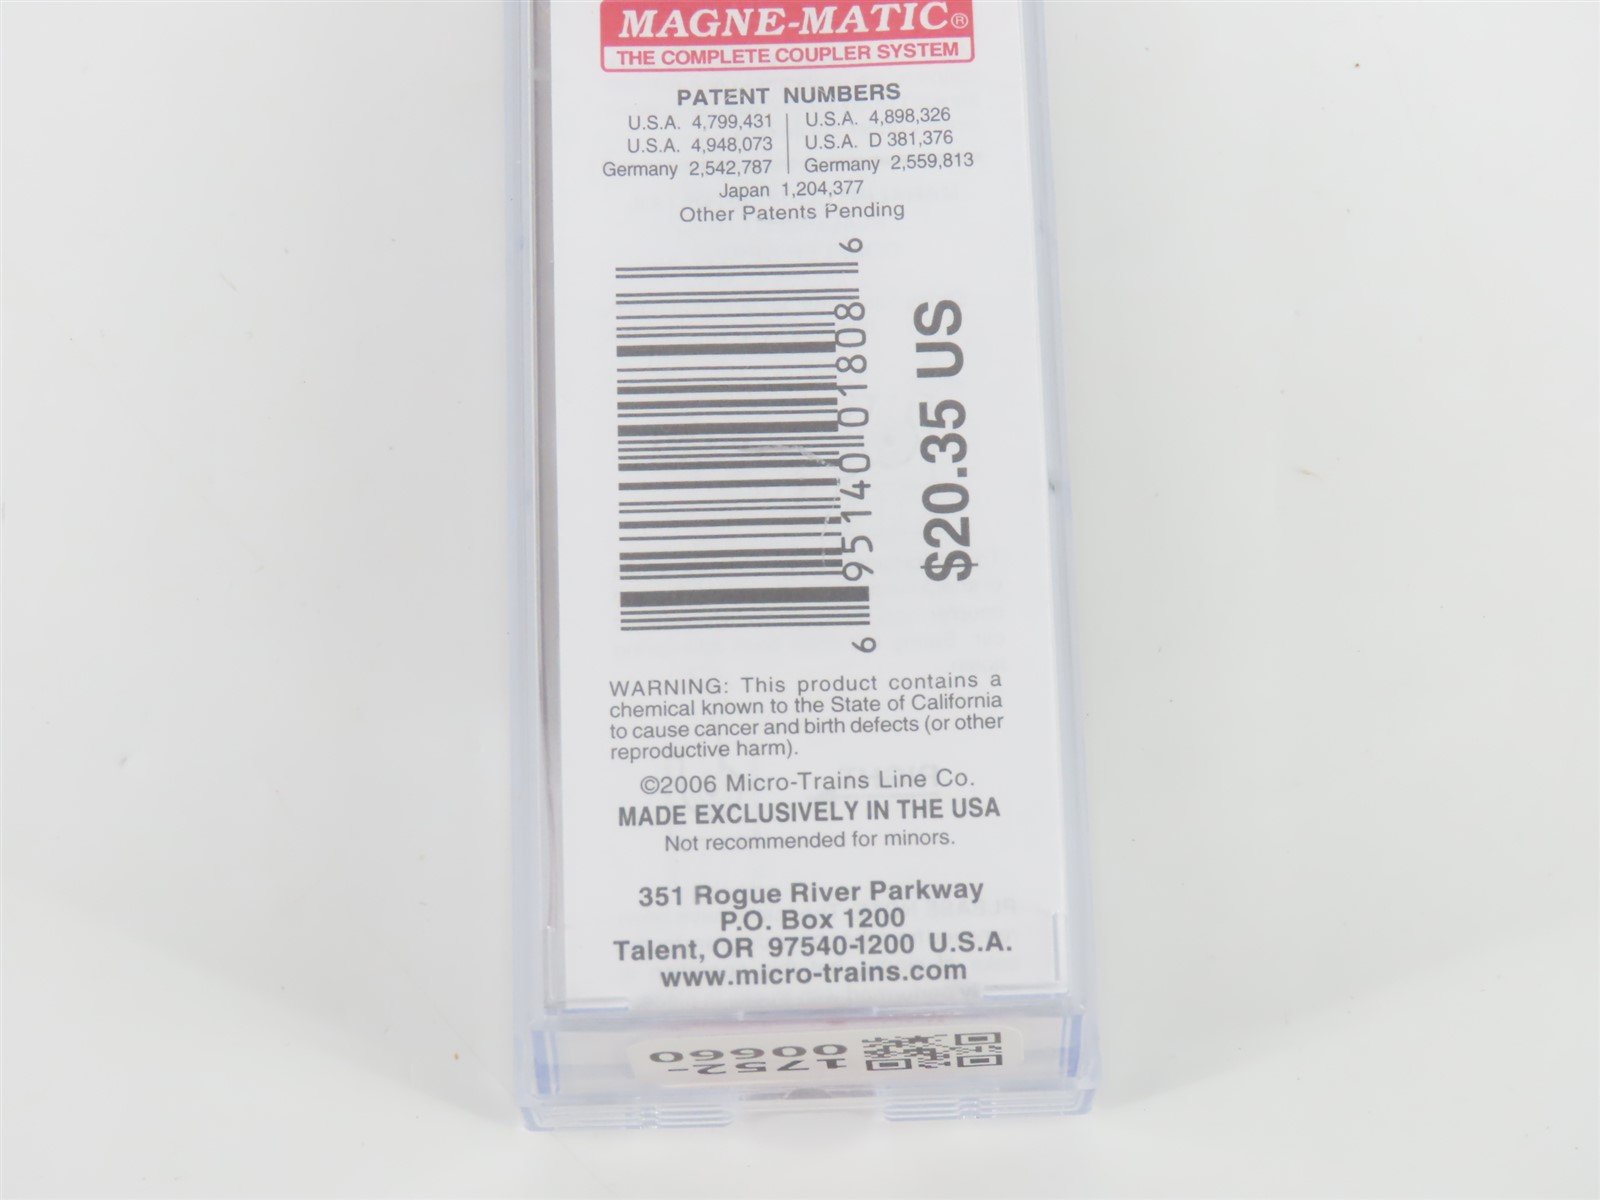 MAGNE-MATIC®
THE COMPLETE COUPLER SYSTEM
PATENT NUMBERS
U.S.A. 4,799,431 U.S.A. 4,898,326
U.S.A. 4,948,073 U.S.A. D 381,376
Germany 2,542,787 Germany 2,559,813
Japan 1,204,377
Other Patents Pending
6 95140 01808 6
$20.35 US
WARNING: This product contains a
chemical known to the State of California
to cause cancer and birth defects (or other
reproductive harm).
©2006 Micro-Trains Line Co.
MADE EXCLUSIVELY IN THE USA
Not recommended for minors.
351 Rogue River Parkway
P.O. Box 1200
Talent, OR 97540-1200 U.S.A.
www.micro-trains.com
1752-
00660